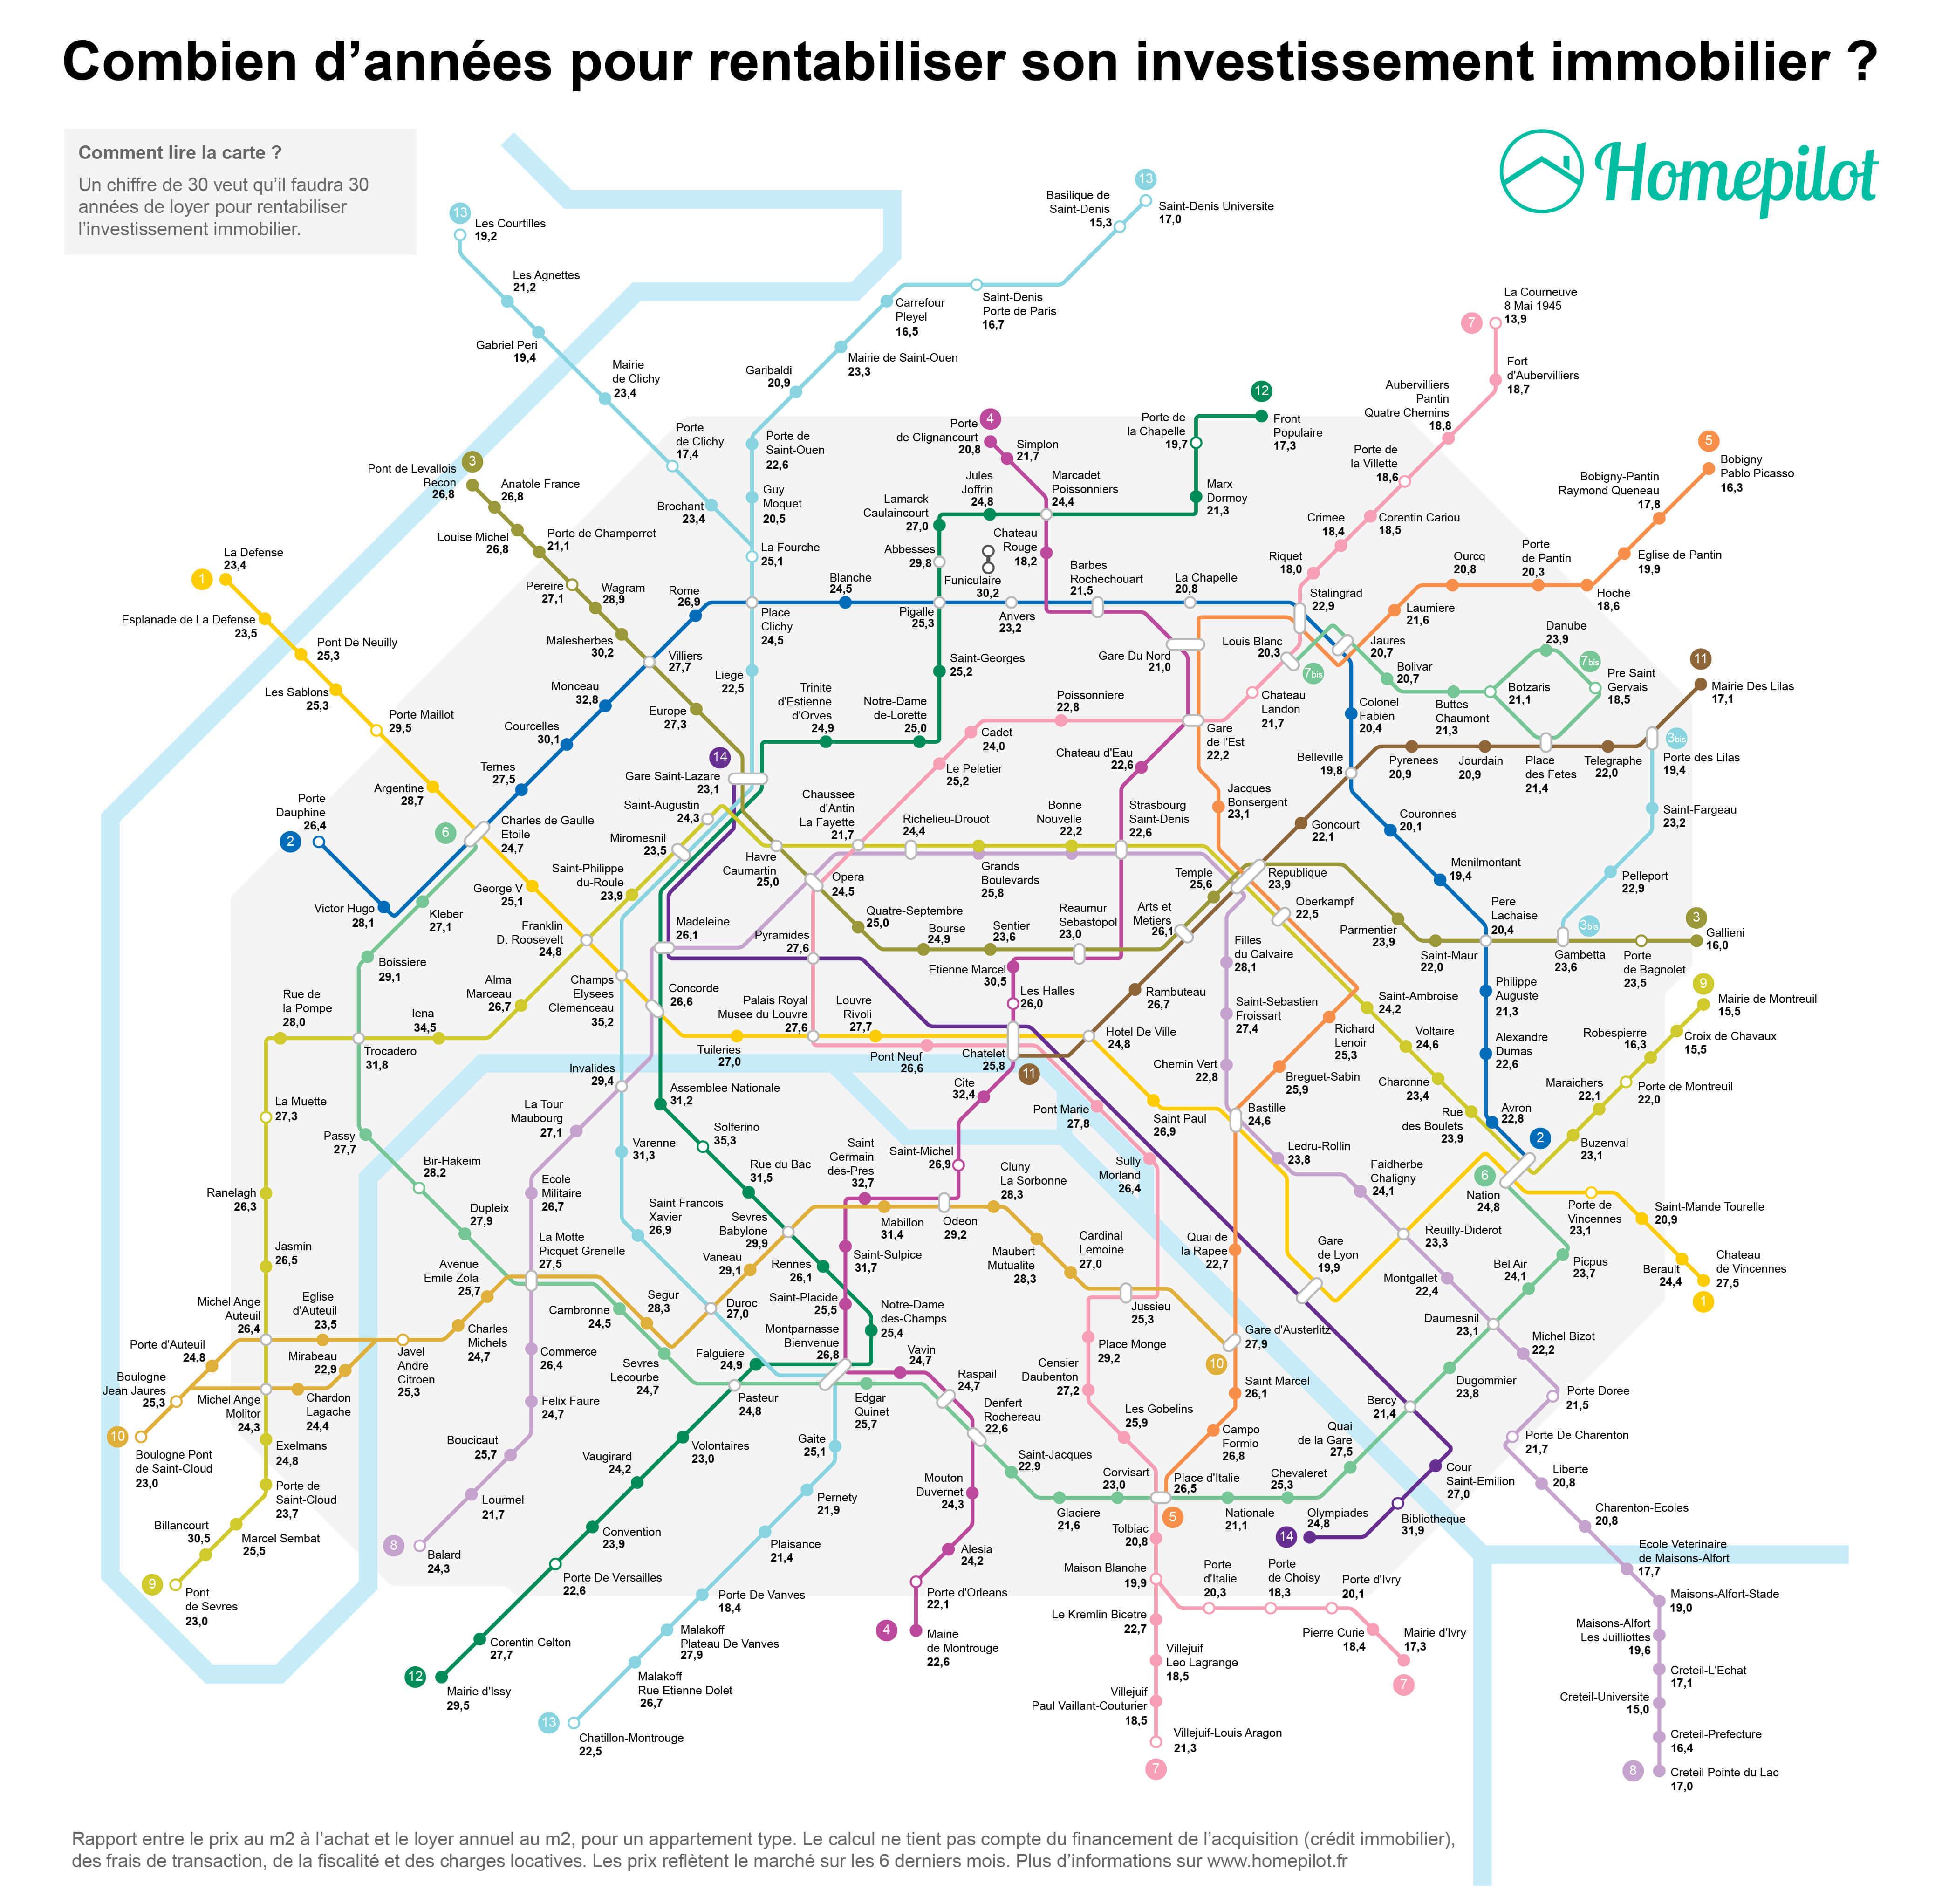 Combien d’années pour rentabiliser son investissement immobilier ?
Comment lire la carte ?
Un chiffre de 30 veut qu’il faudra 30
années de loyer pour rentabiliser
l’investissement immobilier.
Homepilot
13
Les Courtilles
19,2
Les Agnettes
21,2
Gabriel Peri
19,4
Mairie
de Clichy
23,4
Porte
de Clichy
17,4
Brochant
23,4
13
Saint-Denis Universite
17,0
Basilique de
Saint-Denis
15,3
Saint-Denis
Porte de Paris
16,7
Carrefour
Pleyel
16,5
Mairie de Saint-Ouen
23,3
Garibaldi
20,9
Porte de
Saint-Ouen
22,6
Guy
Moquet
20,5
La Fourche
25,1
Place
Clichy
24,5
Liege
22,5
12
Front
Populaire
17,3
Porte de
la Chapelle
19,7
Marx
Dormoy
21,3
4
Porte
de Clignancourt
20,8
Simplon
21,7
Marcadet
Poissonniers
24,4
Jules
Joffrin
24,8
Lamarck
Caulaincourt
27,0
Abbesses
29,8
Funiculaire
30,2
Chateau
Rouge
18,2
Barbes
Rochechouart
21,5
La Chapelle
20,8
Pigalle
25,3
Anvers
23,2
Blanche
24,5
Rome
26,9
7
La Courneuve
8 Mai 1945
13,9
Fort
d'Aubervilliers
18,7
Aubervilliers
Pantin
Quatre Chemins
18,8
Porte de
la Villette
18,6
Corentin Cariou
18,5
Crimee
18,4
Riquet
18,0
Stalingrad
22,9
5
Bobigny
Pablo Picasso
16,3
Bobigny-Pantin
Raymond Queneau
17,8
Eglise de Pantin
19,9
Hoche
18,6
Porte
de Pantin
20,3
Ourcq
20,8
Laumiere
21,6
Jaures
20,7
Louis Blanc
20,3
7bis
Bolivar
20,7
Buttes
Chaumont
21,3
Botzaris
21,1
Danube
23,9
7bis
Pre Saint
Gervais
18,5
11
Mairie Des Lilas
17,1
3bis
Porte des Lilas
19,4
Telegraphe
22,0
Place
des Fetes
21,4
Jourdain
20,9
Pyrenees
20,9
Belleville
19,8
Saint-Fargeau
23,2
Pelleport
22,9
3bis
3
Pont de Levallois
Becon
26,8
Anatole France
26,8
Louise Michel
26,8
Porte de Champerret
21,1
Pereire
27,1
Wagram
28,9
Malesherbes
30,2
Villiers
27,7
Monceau
32,8
Courcelles
30,1
Ternes
27,5
Europe
27,3
1
La Defense
23,4
Esplanade de La Defense
23,5
Pont De Neuilly
25,3
Les Sablons
25,3
Porte Maillot
29,5
Argentine
28,7
Porte
Dauphine
26,4
2
6
Charles de Gaulle
Etoile
24,7
Victor Hugo
28,1
Kleber
27,1
Boissiere
29,1
George V
25,1
Franklin
D. Roosevelt
24,8
14
Gare Saint-Lazare
23,1
Saint-Augustin
24,3
Miromesnil
23,5
Saint-Philippe
du-Roule
23,9
Trinite
d'Estienne
d'Orves
24,9
Notre-Dame
de-Lorette
25,0
Saint-Georges
25,2
Gare Du Nord
21,0
Poissonniere
22,8
Cadet
24,0
Le Peletier
25,2
Chateau
Landon
21,7
Gare
de l'Est
22,2
Chateau d'Eau
22,6
Colonel
Fabien
20,4
Jacques
Bonsergent
23,1
Goncourt
22,1
Couronnes
20,1
Menilmontant
19,4
Chaussee
d'Antin
La Fayette
21,7
Richelieu-Drouot
24,4
Bonne
Nouvelle
22,2
Strasbourg
Saint-Denis
22,6
Grands
Boulevards
25,8
Havre
Caumartin
25,0
Opera
24,5
Quatre-Septembre
25,0
Bourse
24,9
Sentier
23,6
Reaumur
Sebastopol
23,0
Arts et
Metiers
26,1
Temple
25,6
Republique
23,9
Oberkampf
22,5
Parmentier
23,9
Saint-Maur
22,0
Pere
Lachaise
20,4
Gambetta
23,6
Porte
de Bagnolet
23,5
3
Gallieni
16,0
Madeleine
26,1
Pyramides
27,6
Etienne Marcel
30,5
Les Halles
26,0
Rambuteau
26,7
Filles
du Calvaire
28,1
Saint-Sebastien
Froissart
27,4
Chemin Vert
22,8
Saint-Ambroise
24,2
Richard
Lenoir
25,3
Breguet-Sabin
25,9
Voltaire
24,6
Charonne
23,4
Rue
des Boulets
23,9
Philippe
Auguste
21,3
Alexandre
Dumas
22,6
Avron
22,8
2
9
Mairie de Montreuil
15,5
Croix de Chavaux
15,5
Robespierre
16,3
Porte de Montreuil
22,0
Maraichers
22,1
Buzenval
23,1
Alma
Marceau
26,7
Iena
34,5
Rue de
la Pompe
28,0
Trocadero
31,8
Champs
Elysees
Clemenceau
35,2
Concorde
26,6
Tuileries
27,0
Palais Royal
Musee du Louvre
27,6
Louvre
Rivoli
27,7
Pont Neuf
26,6
Chatelet
25,8
11
Hotel De Ville
24,8
Saint Paul
26,9
Bastille
24,6
Ledru-Rollin
23,8
Faidherbe
Chaligny
24,1
6
Nation
24,8
Porte de
Vincennes
23,1
Saint-Mande Tourelle
20,9
Berault
24,4
Chateau
de Vincennes
27,5
1
Picpus
23,7
Bel Air
24,1
Reuilly-Diderot
23,3
Montgallet
22,4
Daumesnil
23,1
Michel Bizot
22,2
Dugommier
23,8
Porte Doree
21,5
Porte De Charenton
21,7
Liberte
20,8
Charenton-Ecoles
20,8
Ecole Veterinaire
de Maisons-Alfort
17,7
Maisons-Alfort-Stade
19,0
Maisons-Alfort
Les Juilliottes
19,6
Creteil-L'Echat
17,1
Creteil-Universite
15,0
Creteil-Prefecture
16,4
8
Creteil Pointe du Lac
17,0
Invalides
29,4
La Tour
Maubourg
27,1
Ecole
Militaire
26,7
La Motte
Picquet Grenelle
27,5
Assemblee Nationale
31,2
Solferino
35,3
Rue du Bac
31,5
Varenne
31,3
Saint Francois
Xavier
26,9
Sevres
Babylone
29,9
Vaneau
29,1
Duroc
27,0
Segur
28,3
Rennes
26,1
Saint-Placide
25,5
Notre-Dame
des-Champs
25,4
Montparnasse
Bienvenue
26,8
Falguiere
24,9
Pasteur
24,8
Saint
Germain
des-Pres
32,7
Saint-Michel
26,9
Cite
32,4
Cluny
La Sorbonne
28,3
Odeon
29,2
Mabillon
31,4
Saint-Sulpice
31,7
Maubert
Mutualite
28,3
Cardinal
Lemoine
27,0
Jussieu
25,3
Pont Marie
27,8
Sully
Morland
26,4
Quai de
la Rapee
22,7
Gare
de Lyon
19,9
Gare d'Austerlitz
27,9
10
Place Monge
29,2
Censier
Daubenton
27,2
Les Gobelins
25,9
Saint Marcel
26,1
Campo
Formio
26,8
Place d'Italie
26,5
5
La Muette
27,3
Passy
27,7
Ranelagh
26,3
Bir-Hakeim
28,2
Dupleix
27,9
Jasmin
26,5
Avenue
Emile Zola
25,7
Cambronne
24,5
Sevres
Lecourbe
24,7
Commerce
26,4
Felix Faure
24,7
Boucicaut
25,7
Lourmel
21,7
8
Balard
24,3
Michel Ange
Auteuil
26,4
Eglise
d'Auteuil
23,5
Porte d'Auteuil
24,8
Boulogne
Jean Jaures
25,3
10
Boulogne Pont
de Saint-Cloud
23,0
Michel Ange
Molitor
24,3
Mirabeau
22,9
Chardon
Lagache
24,4
Javel
Andre
Citroen
25,3
Charles
Michels
24,7
Exelmans
24,8
Porte de
Saint-Cloud
23,7
Billancourt
30,5
Marcel Sembat
25,5
9
Pont
de Sevres
23,0
Volontaires
23,0
Vaugirard
24,2
Convention
23,9
Porte De Versailles
22,6
Corentin Celton
27,7
12
Mairie d'Issy
29,5
Gaite
25,1
Pernety
21,9
Plaisance
21,4
Porte De Vanves
18,4
Malakoff
Plateau De Vanves
27,9
Malakoff
Rue Etienne Dolet
26,7
13
Chatillon-Montrouge
22,5
Edgar
Quinet
25,7
Vavin
24,7
Raspail
24,7
Denfert
Rochereau
22,6
Mouton
Duvernet
24,3
Alesia
24,2
Porte d'Orleans
22,1
4
Mairie
de Montrouge
22,6
Saint-Jacques
22,9
Glaciere
21,6
Corvisart
23,0
Nationale
21,1
Chevaleret
25,3
Quai
de la Gare
27,5
Bercy
21,4
Cour
Saint-Emilion
27,0
Bibliotheque
31,9
14
Olympiades
24,8
Tolbiac
20,8
Maison Blanche
19,9
Porte
d'Italie
20,3
Porte
de Choisy
18,3
Porte d'Ivry
20,1
Pierre Curie
18,4
Mairie d'Ivry
17,3
7
Le Kremlin Bicetre
22,7
Villejuif
Leo Lagrange
18,5
Villejuif
Paul Vaillant-Couturier
18,5
Villejuif-Louis Aragon
21,3
7
Rapport entre le prix au m2 à l’achat et le loyer annuel au m2, pour un appartement type. Le calcul ne tient pas compte du financement de l’acquisition (crédit immobilier),
des frais de transaction, de la fiscalité et des charges locatives. Les prix reflètent le marché sur les 6 derniers mois. Plus d’informations sur www.homepilot.fr